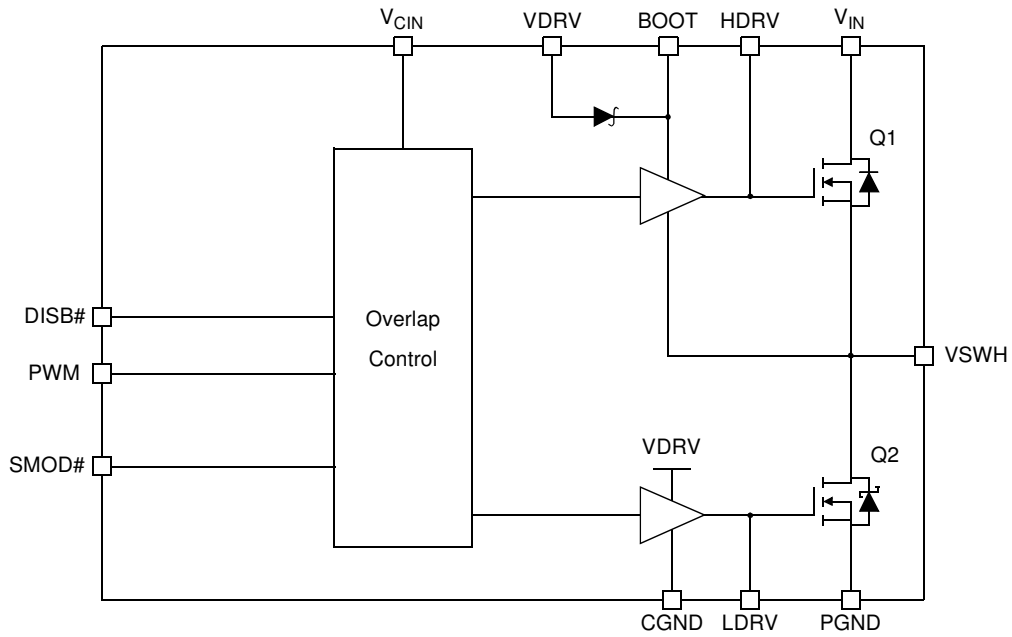 VCIN
VDRV
BOOT
HDRV
VIN
Q1
DISB#
Overlap
Control
PWM
VSWH
SMOD#
VDRV
Q2
CGND
LDRV
PGND